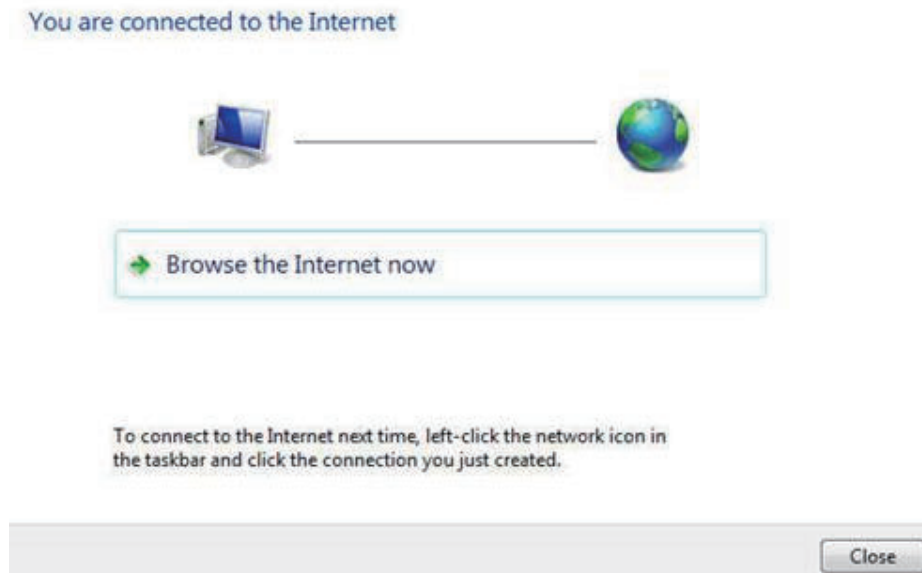 You are connected to the Internet
Browse the Internet now
To connect to the Internet next time, left-click the network icon in
the taskbar and click the connection you just created.
Close